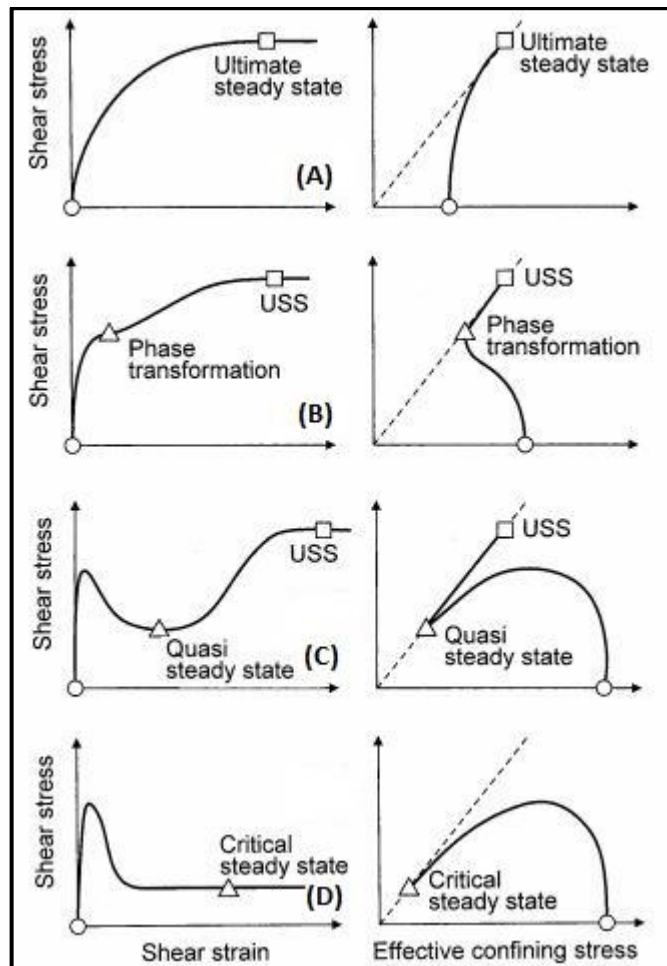 Shear stress
Ultimate
steady state
(A)
Ultimate
steady state
Shear stress
USS
Phase
transformation
(B)
USS
Phase
transformation
Shear stress
USS
Quasi
steady state
(C)
USS
Quasi
steady state
Shear stress
Critical
steady state
(D)
Critical
steady state
Shear strain
Effective confining stress